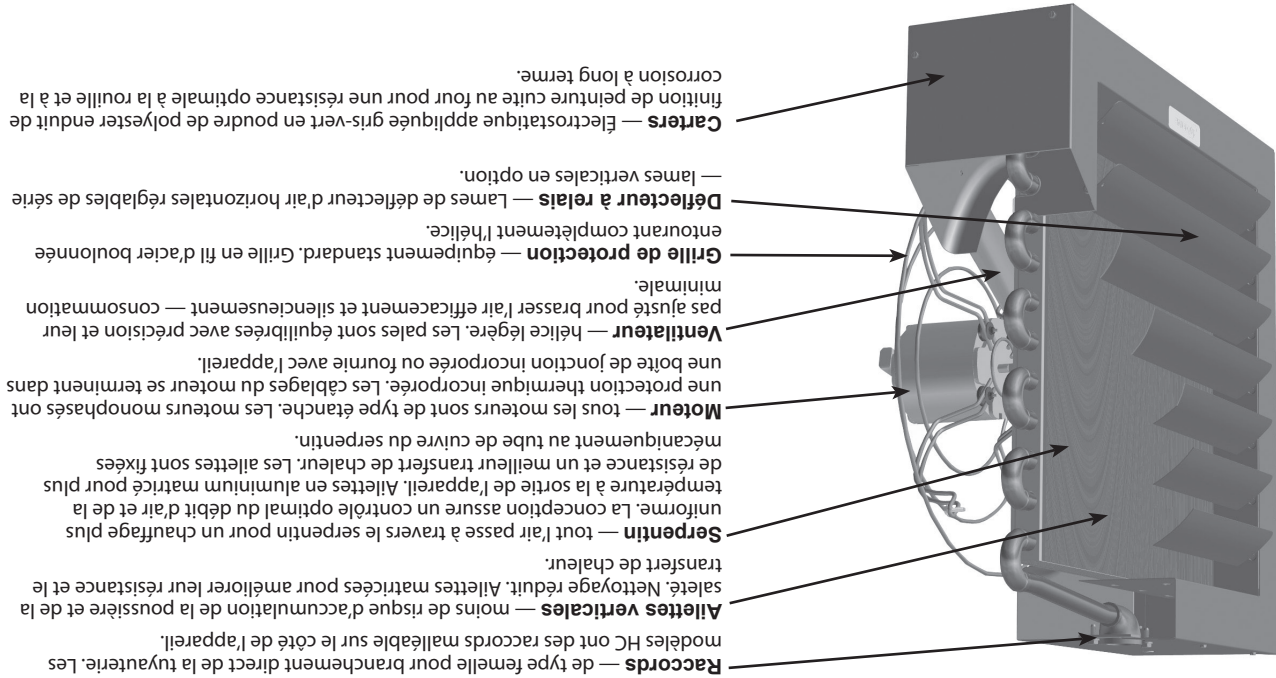 Raccords — de type femelle pour branchement direct de la tuyauterie. Les
modèles HC ont des raccords malléable sur le côté de l'appareil.
Ailettes verticales — moins de risque d'accumulation de la poussière et de la
saleté. Nettoyage réduit. Ailettes matricées pour améliorer leur résistance et le
transfert de chaleur.
Serpentin — tout l'air passe à travers le serpentin pour un chauffage plus
uniforme. La conception assure un contrôle optimal du débit d'air et de la
température à la sortie de l'appareil. Ailettes en aluminium matricé pour plus
de résistance et un meilleur transfert de chaleur. Les ailettes sont fixées
mécaniquement au tube de cuivre du serpentin.
Moteur — tous les moteurs sont de type étanche. Les moteurs monophasés ont
une protection thermique incorporée. Les câblages du moteur se terminent dans
une boîte de jonction incorporée ou fournie avec l'appareil.
Ventilateur — hélice légère. Les pales sont équilibrées avec précision et leur
pas ajusté pour brasser l'air efficacement et silencieusement — consommation
minimale.
Grille de protection — équipement standard. Grille en fil d'acier boulonnée
entourant complètement l'hélice.
Déflecteur à relais — Lames de déflecteur d'air horizontales réglables de série
— lames verticales en option.
Carters — Électrostatique appliquée gris-vert en poudre de polyester enduit de
finition de peinture cuite au four pour une résistance optimale à la rouille et à la
corrosion à long terme.